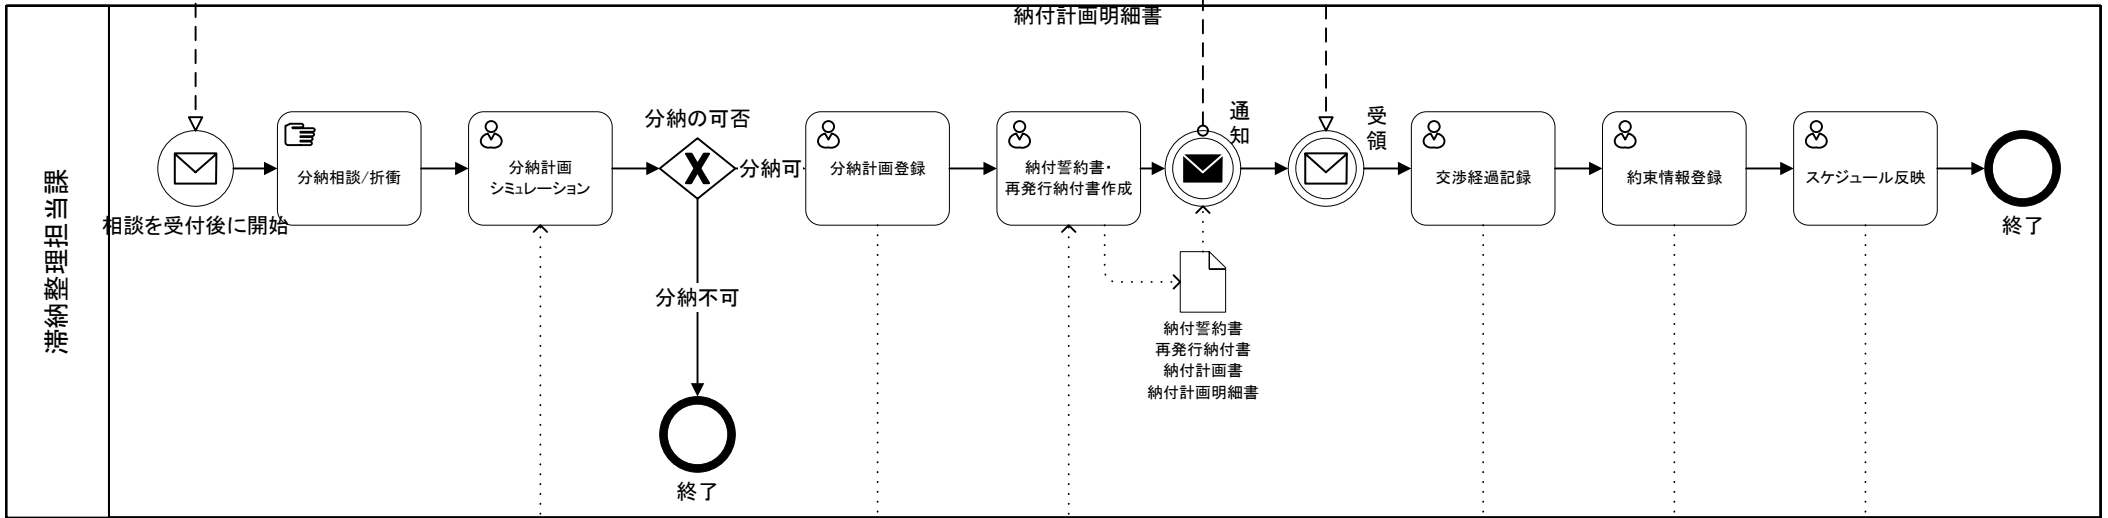 納付計画明細書
滞納整理担当課
相談を受付後に開始
分納相談/折衝
分納計画
シミュレーション
分納の可否
分納可
分納不可
終了
分納計画登録
納付誓約書・
再発行納付書作成
通知
納付誓約書
再発行納付書
納付計画書
納付計画明細書
受領
交渉経過記録
約束情報登録
スケジュール反映
終了